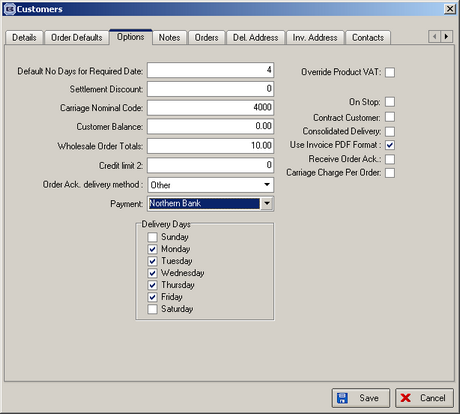 Customers
Details Order Defaults Options Notes Orders Del. Address Inv. Address Contacts
Default No Days for Required Date: 4
Override Product VAT:
Settlement Discount: 0
Carriage Nominal Code: 4000
On Stop:
Contract Customer:
Customer Balance: 0.00
Consolidated Delivery:
Wholesale Order Totals: 10.00
Use Invoice PDF Format :
Receive Order Ack.:
Credit limit 2: 0
Carriage Charge Per Order:
Order Ack. delivery method : Other
Payment: Northern Bank
Delivery Days
Sunday
Monday
Tuesday
Wednesday
Thursday
Friday
Saturday
Save Cancel